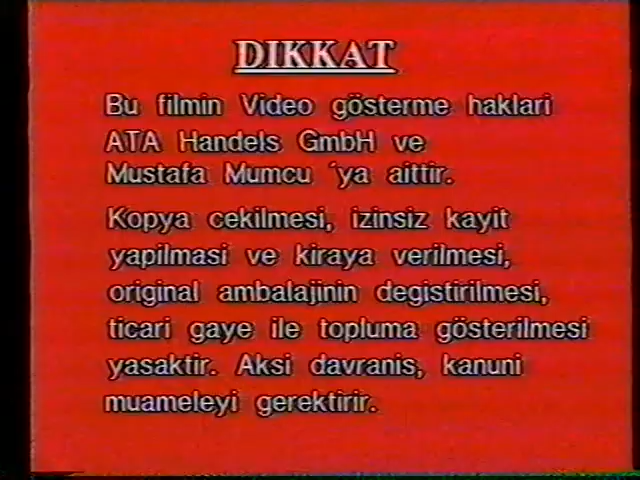 DIKKAT
Bu filmin Video gösterme haklari
ATA Handels GmbH ve
Mustafa Mumcu 'ya aittir.
Kopya cekilmesi, izinsiz kayit
yapilmasi ve kiraya verilmesi,
original ambalajinin degistirilmesi,
ticari gaye ile topluma gösterilmesi
yasaktir. Aksi davranis, kanuni
muameleyi gerektirir.